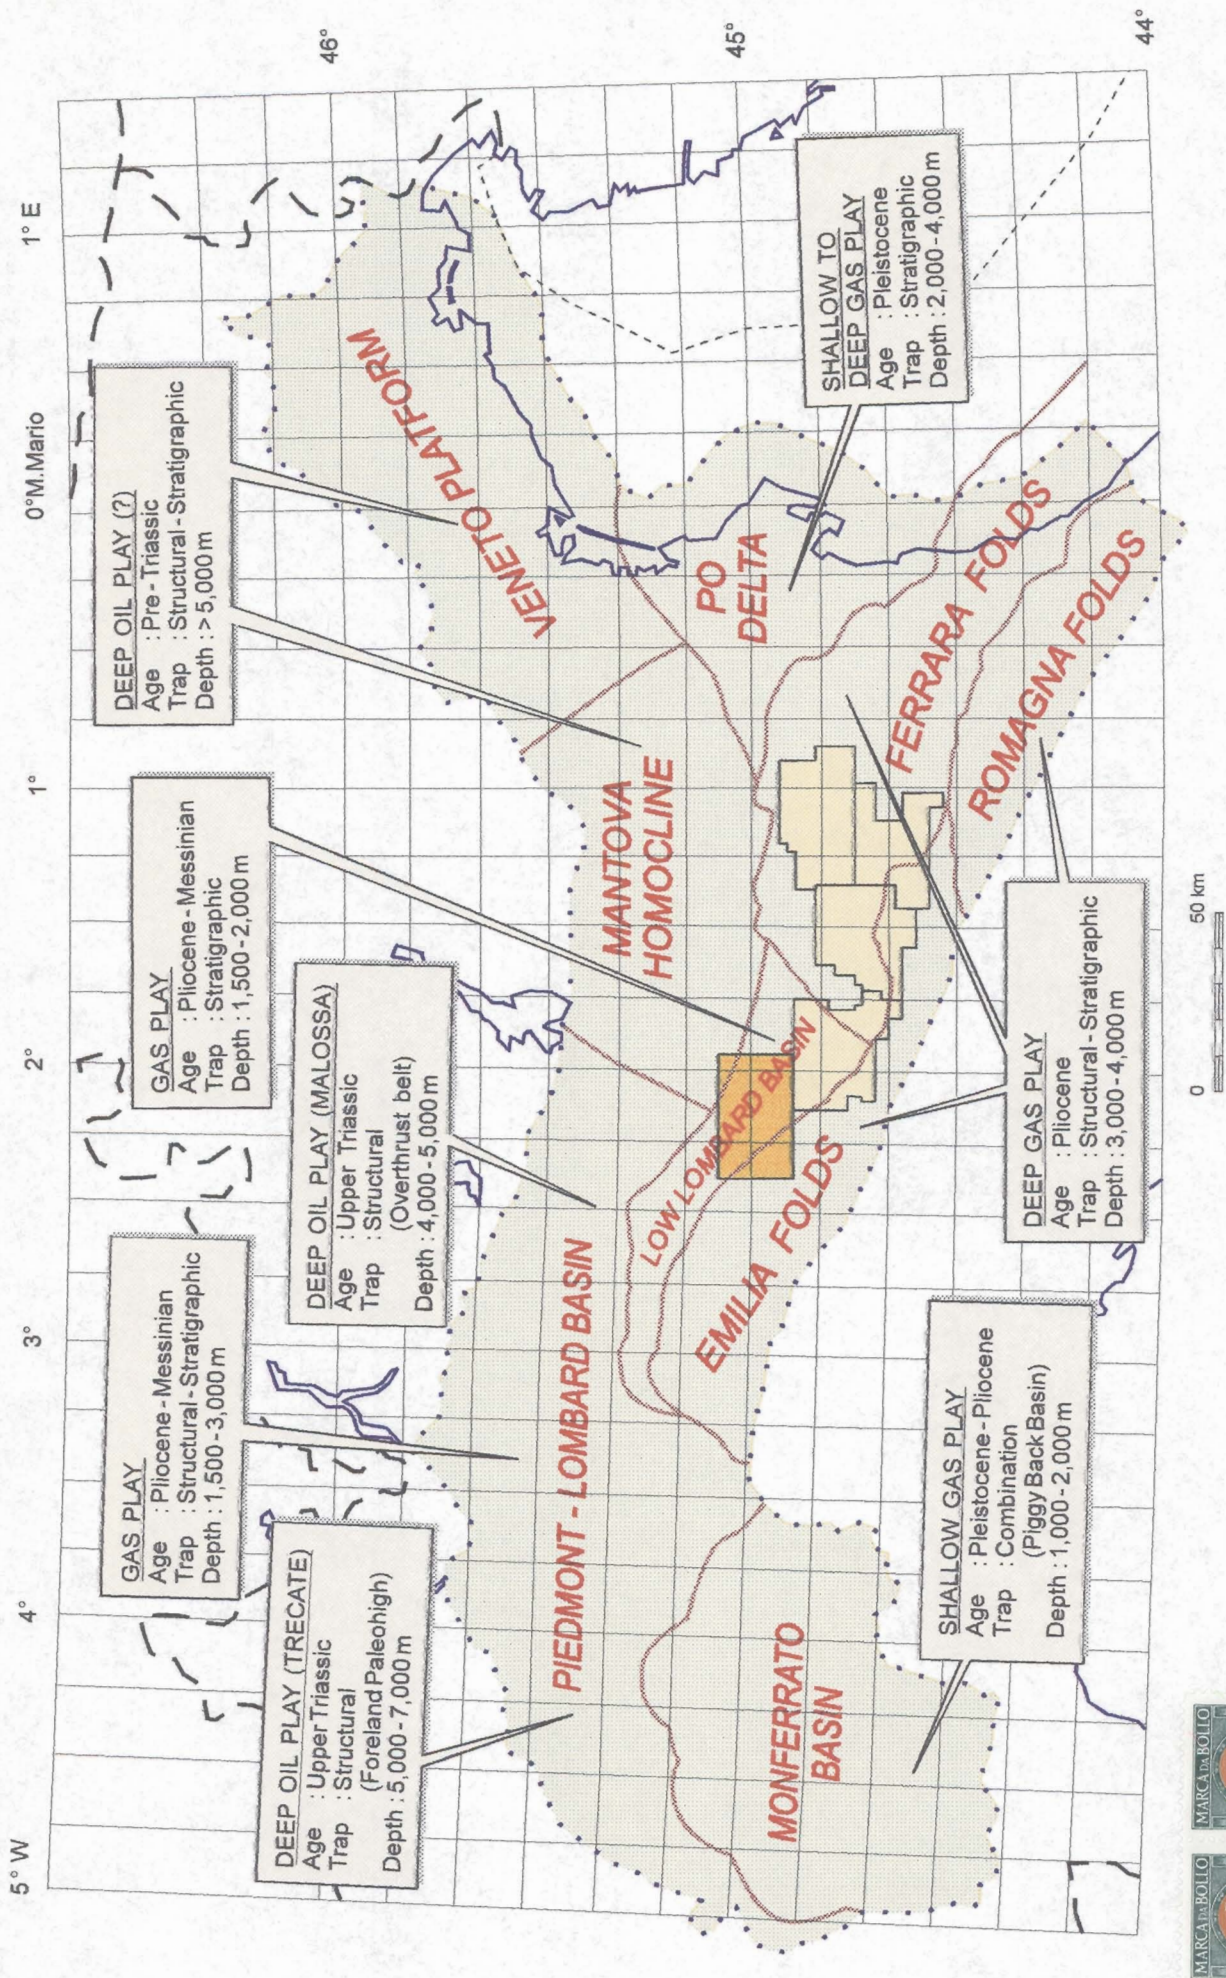 5° W
4°
3°
2°
1°
0°M.Mario
1° E
46°
45°
44°
DEEP OIL PLAY (TRECATE)
Age : Upper Triassic
Trap : Structural
(Foreland Paleohigh)
Depth : 5,000 - 7,000 m
GAS PLAY
Age : Pliocene - Messinian
Trap : Structural - Stratigraphic
Depth : 1,500 - 3,000 m
DEEP OIL PLAY (MALOSSA)
Age : Upper Triassic
Trap : Structural
(Overthrust belt)
Depth : 4,000 - 5,000 m
GAS PLAY
Age : Pliocene - Messinian
Trap : Stratigraphic
Depth : 1,500 - 2,000 m
DEEP OIL PLAY (?)
Age : Pre - Triassic
Trap : Structural - Stratigraphic
Depth : > 5,000 m
SHALLOW TO
DEEP GAS PLAY
Age : Pleistocene
Trap : Stratigraphic
Depth : 2,000 - 4,000 m
VENETO PLATFORM
MANTOVA
HOMOCLINE
PIEDMONT - LOMBARD BASIN
LOW LOMBARD BASIN
EMILIA FOLDS
PO
DELTA
FERRARA FOLDS
ROMAGNA FOLDS
MONFERRATO
BASIN
SHALLOW GAS PLAY
Age : Pleistocene - Pliocene
Trap : Combination
(Piggy Back Basin)
Depth : 1,000 - 2,000 m
DEEP GAS PLAY
Age : Pliocene
Trap : Structural - Stratigraphic
Depth : 3,000 - 4,000 m
0 50 km
MARCA DA BOLLO
MARCA DA BOLLO